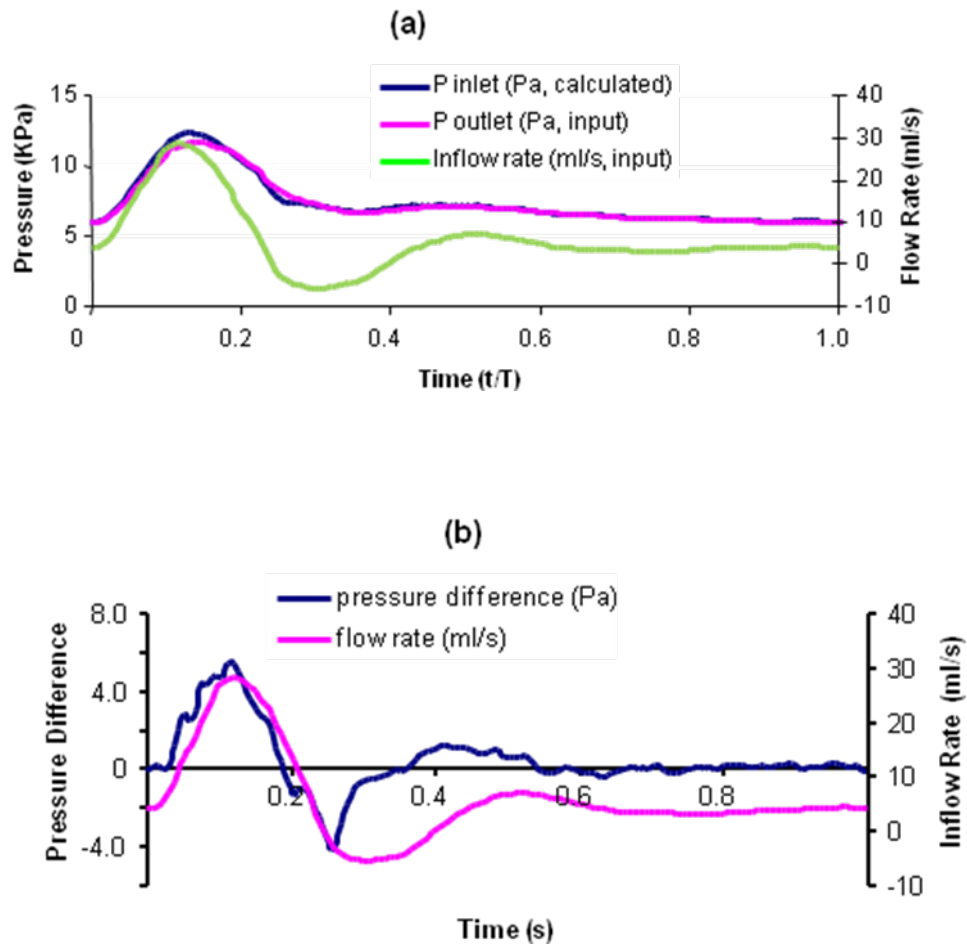 (a)
P inlet (Pa, calculated)
P outlet (Pa, input)
Inflow rate (ml/s, input)
Pressure (KPa)
15
10
5
0
Flow Rate (ml/s)
40
30
20
10
0
-10
0 0.2 0.4 0.6 0.8 1.0
Time (t/T)
(b)
pressure difference (Pa)
flow rate (ml/s)
Pressure Difference
8.0
4.0
0
-4.0
Inflow Rate (ml/s)
40
30
20
10
0
-10
0.2 0.4 0.6 0.8
Time (s)